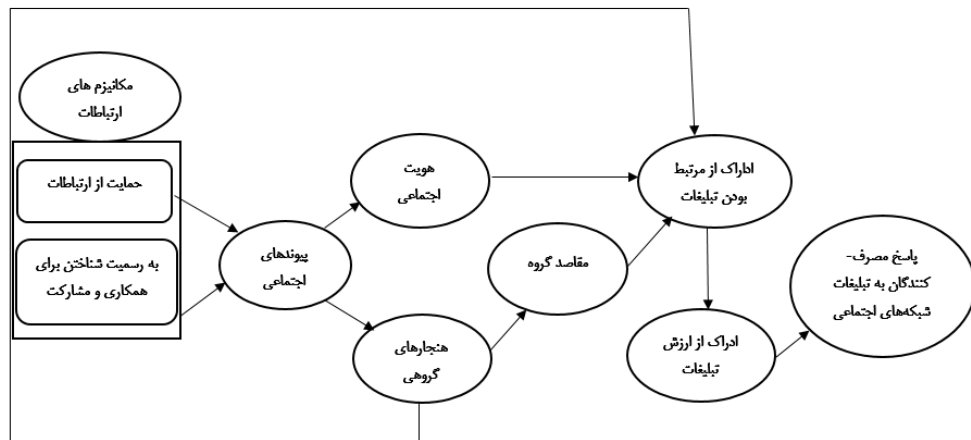 مکانیزم های
ارتباطات
حمایت از ارتباطات
به رسمیت شناختن برای
همکاری و مشارکت
پیوندهای
اجتماعی
هویت
اجتماعی
هنجارهای
گروهی
مقاصد گروه
اداراک از مرتبط
بودن تبلیغات
ادراک از ارزش
تبلیغات
پاسخ مصرف-
کنندگان به تبلیغات
شبکه‌های اجتماعی